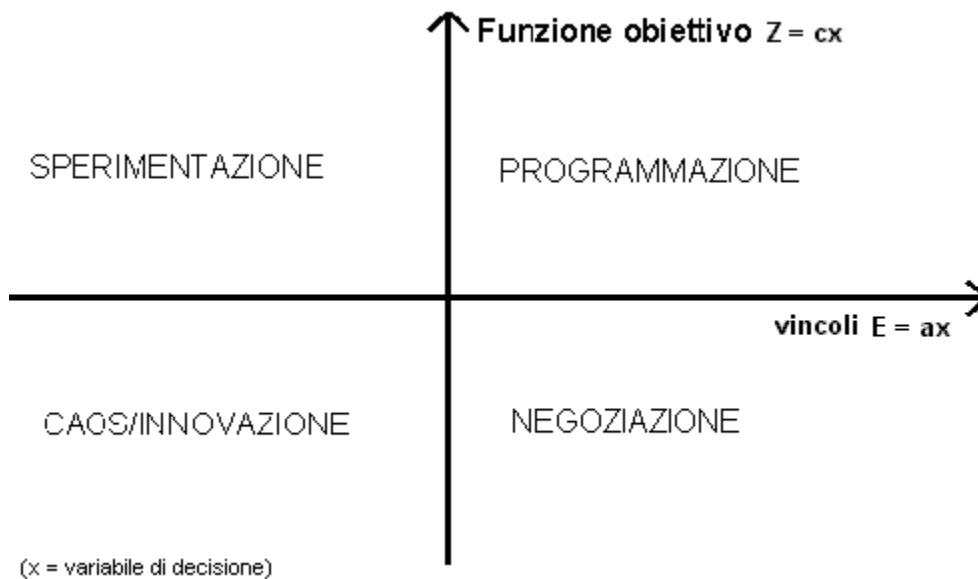 Funzione obiettivo Z = cx
SPERIMENTAZIONE
PROGRAMMAZIONE
vincoli E = ax
CAOS/INNOVAZIONE
NEGOZIAZIONE
(x = variabile di decisione)